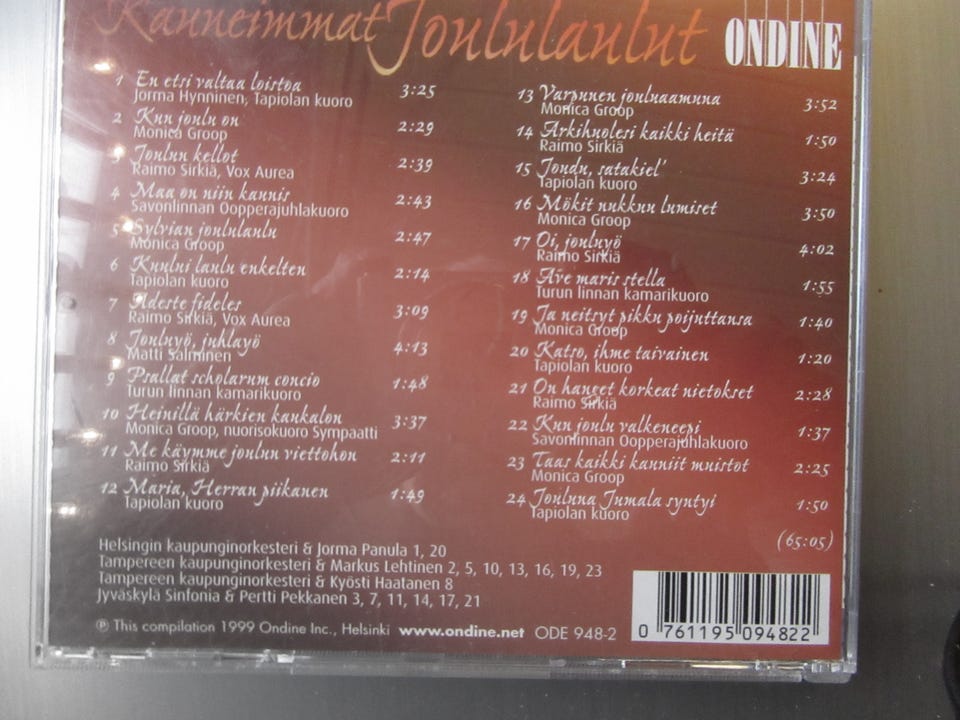 Kauneimmat Joululaulut
ONDINE
1 En etsi valtaa loistoa 3:25
Jorma Hynninen, Tapiolan kuoro
2 Kun joulu on 2:29
Monica Groop
3 Joulun kellot 2:39
Raimo Sirkiä, Vox Aurea
4 Maa on niin kaunis 2:43
Savonlinnan Oopperajuhlakuoro
5 Sylvian joululaulu 2:47
Monica Groop
6 Kuului laulu enkelten 2:14
Tapiolan kuoro
7 Adeste fideles 3:09
Raimo Sirkiä, Vox Aurea
8 Jouluyö, juhlayö 4:13
Matti Salminen
9 Psallat scholarum concio 1:48
Turun linnan kamarikuoro
10 Heinillä härkien kaukalon 3:37
Monica Groop, nuorisokuoro Sympaatti
11 Me käymme joulun viettohon 2:11
Raimo Sirkiä
12 Maria, Herran piikanen 1:49
Tapiolan kuoro
13 Varpunen jouluaamuna 3:52
Monica Groop
14 Arkihuolesi kaikki heitä 1:50
Raimo Sirkiä
15 Joudu, satakiel' 3:24
Tapiolan kuoro
16 Mökit nukkuu lumiset 3:50
Monica Groop
17 Oi, jouluyö 4:02
Raimo Sirkiä
18 Ave maris stella 1:55
Turun linnan kamarikuoro
19 Ja neitsyt pikku poijuttansa 1:40
Monica Groop
20 Katso, ihme taivainen 1:20
Tapiolan kuoro
21 On hanget korkeat nietokset 2:28
Raimo Sirkiä
22 Kun joulu valkeneepi 1:37
Savonlinnan Oopperajuhlakuoro
23 Taas kaikki kauniit muistot 2:25
Monica Groop
24 Jouluna Jumala syntyi 1:50
Tapiolan kuoro
(65:05)
Helsingin kaupunginorkesteri & Jorma Panula 1, 20
Tampereen kaupunginorkesteri & Markus Lehtinen 2, 5, 10, 13, 16, 19, 23
Tampereen kaupunginorkesteri & Kyösti Haatanen 8
Jyväskylä Sinfonia & Pertti Pekkanen 3, 7, 11, 14, 17, 21
℗ This compilation 1999 Ondine Inc., Helsinki www.ondine.net ODE 948-2
0 761195 094822